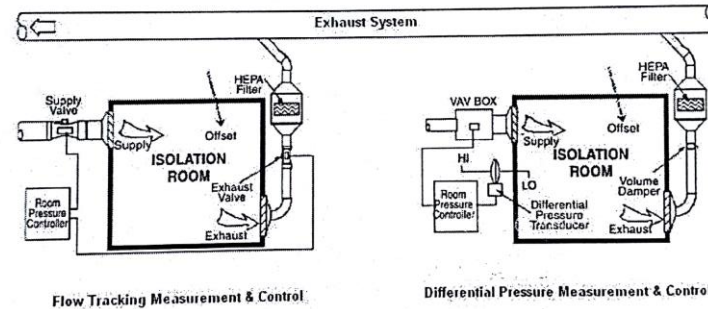 Exhaust System
HEPA
Filter
Supply
Valve
Supply
Offset
ISOLATION
ROOM
Exhaust
Valve
Room
Pressure
Controller
Exhaust
Flow Tracking Measurement & Control
HEPA
Filter
VAV BOX
Supply
Offset
ISOLATION
ROOM
HI
LO
Room
Pressure
Controller
Differential
Pressure
Transducer
Volume
Damper
Exhaust
Differential Pressure Measurement & Control